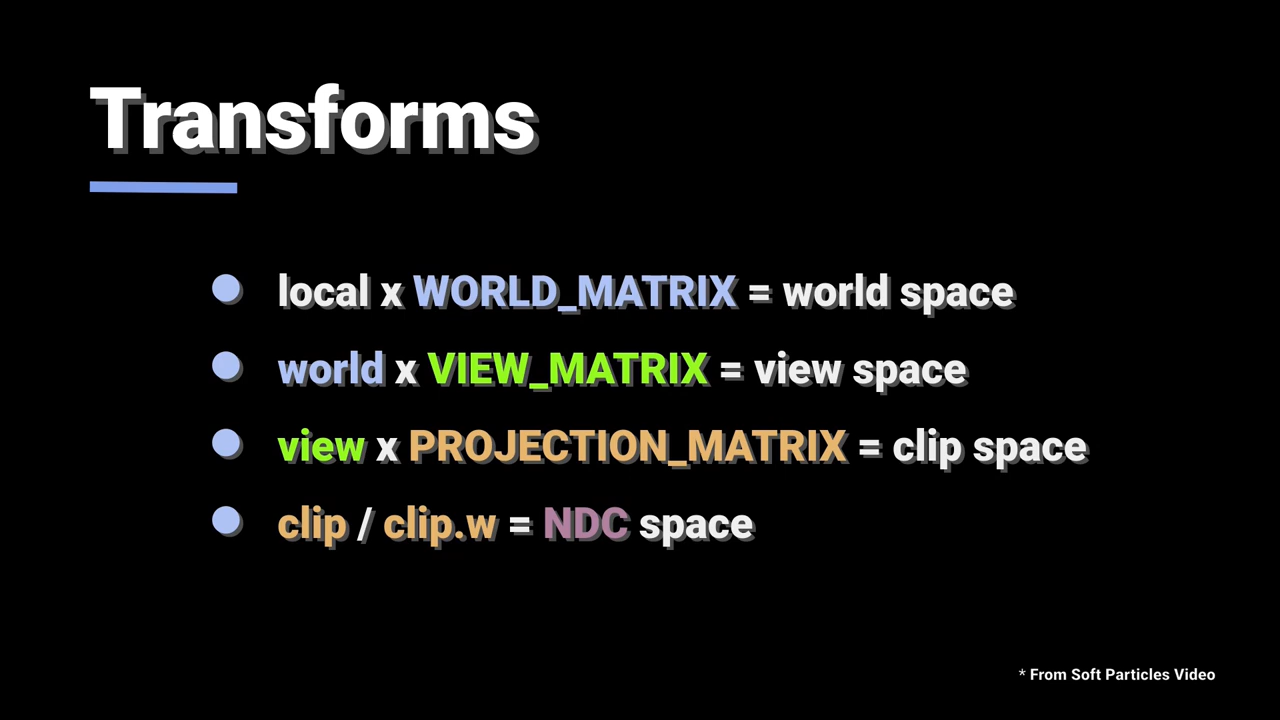 Transforms
local x WORLD_MATRIX = world space
world x VIEW_MATRIX = view space
view x PROJECTION_MATRIX = clip space
clip / clip.w = NDC space
* From Soft Particles Video